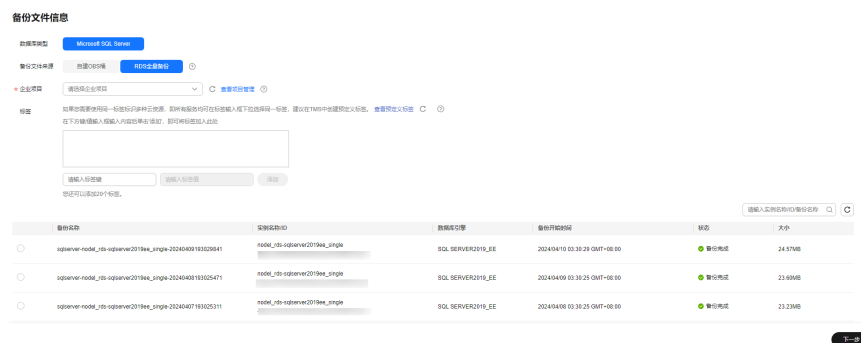 备份文件信息
数据库类型 Microsoft SQL Server
备份文件来源 自建OBS桶 RDS全量备份
* 企业项目 请选择企业项目 查看项目管理
标签 如果您需要使用同一标签标识多种云资源，即所有服务均可在标签输入框下拉选择同一标签，建议在TMS中创建预定义标签。 查看预定义标签
在下方键/值输入框输入内容后单击'添加'，即可将标签加入此处
请输入标签键 请输入标签值 添加
您还可以添加20个标签。
请输入实例名称/ID/备份名称
备份名称 实例名称/ID 数据库引擎 备份开始时间 状态 大小
sqlserver-nodel_rds-sqlserver2019ee_single-20240409193029841 nodel_rds-sqlserver2019ee_single SQL SERVER2019_EE 2024/04/10 03:30:29 GMT+08:00 备份完成 24.57MB
sqlserver-nodel_rds-sqlserver2019ee_single-20240408193025471 nodel_rds-sqlserver2019ee_single SQL SERVER2019_EE 2024/04/09 03:30:25 GMT+08:00 备份完成 23.60MB
sqlserver-nodel_rds-sqlserver2019ee_single-20240407193025311 nodel_rds-sqlserver2019ee_single SQL SERVER2019_EE 2024/04/08 03:30:25 GMT+08:00 备份完成 23.23MB
下一步